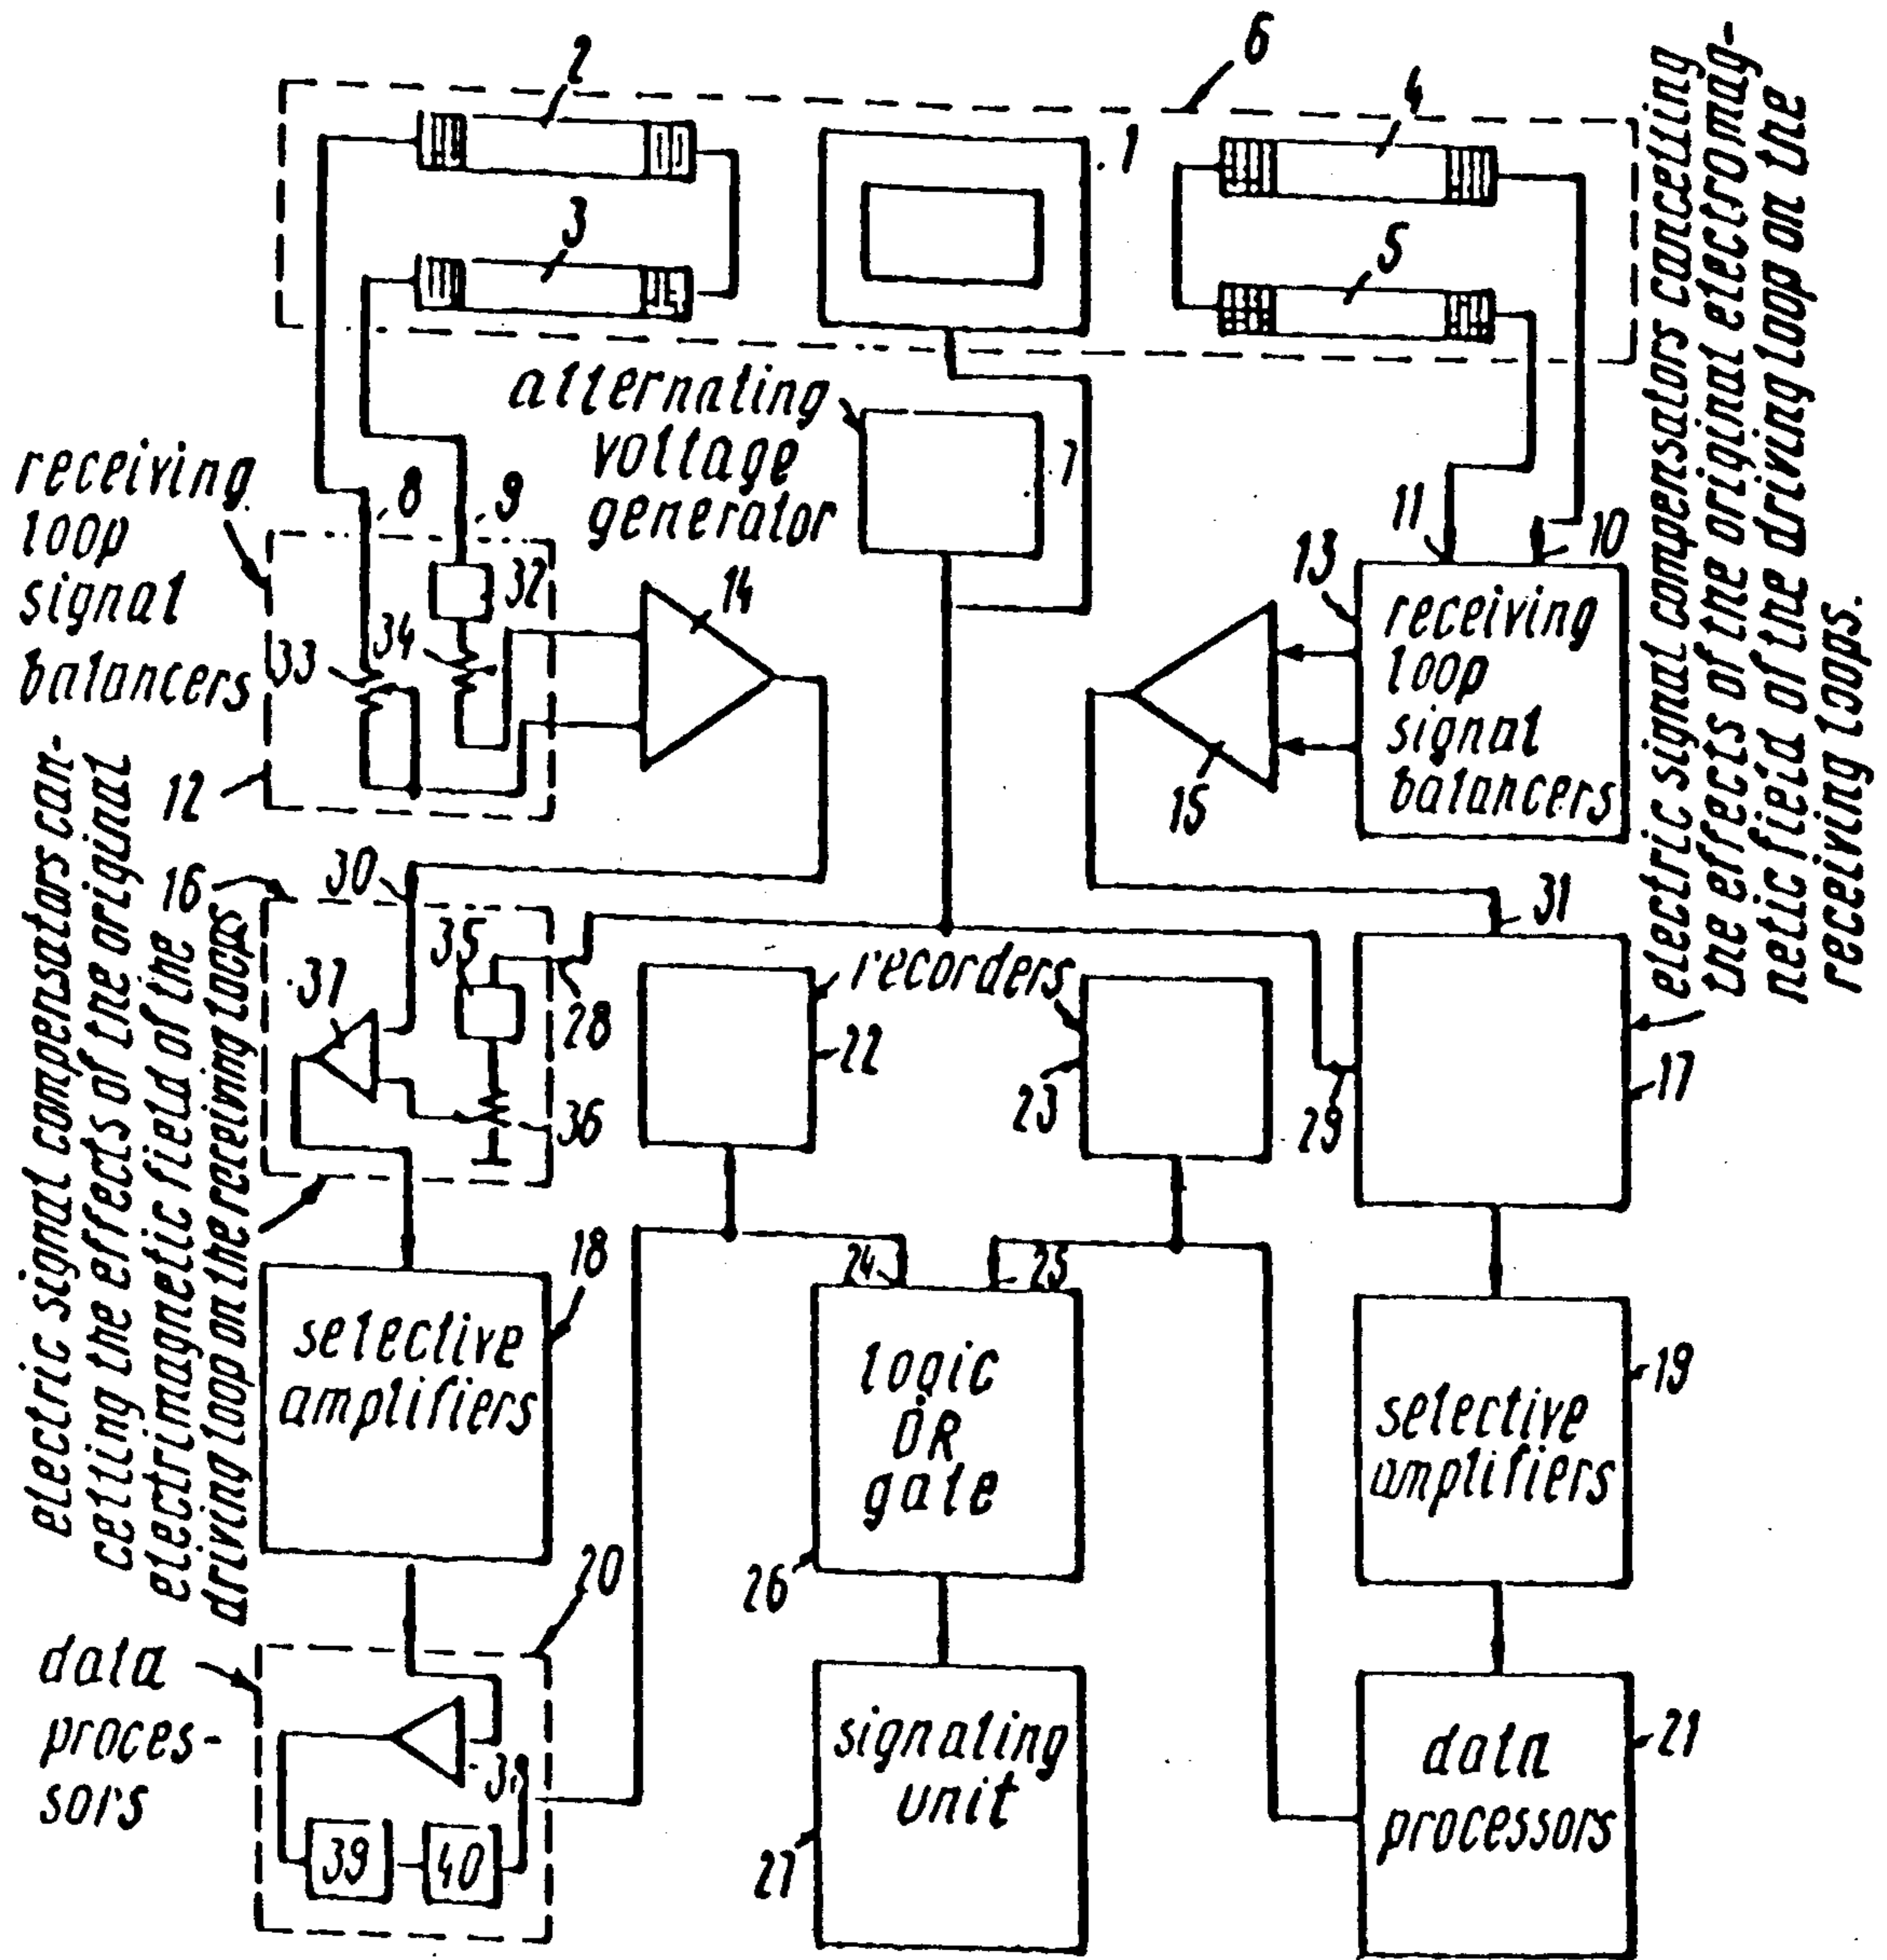 6
2
4
1
3
5
alternating
voltage
generator
7
receiving
loop
signal
balancers
8
9
11
10
32
34
33
14
13
receiving
loop
signal
balancers
15
12
electric signal compensators cancelling
the effects of the original electromag-
netic field of the driving loop on the
receiving loops.
electric signal compensators can-
celling the effects of the original
electrimagnetic field of the
driving loop on the receiving loops
16
30
31
35
37
28
recorders
22
23
29
17
36
18
24
25
selective
amplifiers
logic
OR
gate
selective
amplifiers
19
26
20
data
proces-
sors
38
39
40
signaling
unit
27
data
processors
21